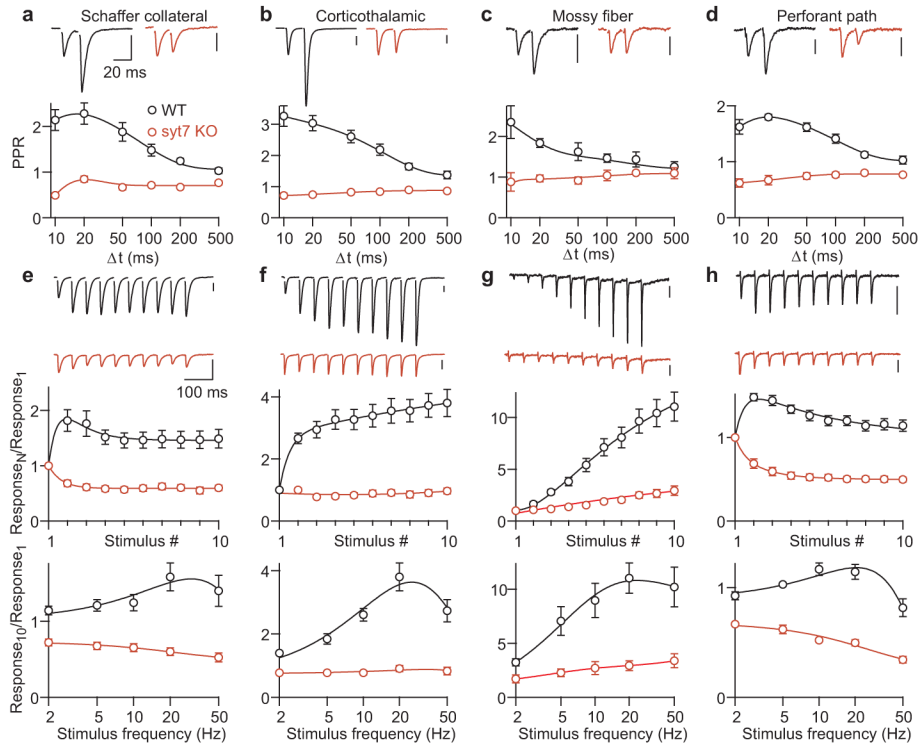 a Schaffer collateral
b Corticothalamic
c Mossy fiber
d Perforant path
20 ms
WT
syt7 KO
PPR
2
1
0
10 20 50 100 200 500
Δt (ms)
3
2
1
0
10 20 50 100 200 500
Δt (ms)
3
2
1
0
10 20 50 100 200 500
Δt (ms)
2
1
0
10 20 50 100 200 500
Δt (ms)
e
f
g
h
100 ms
ResponseN/Response1
2
1
0
1 Stimulus # 10
4
2
0
1 Stimulus # 10
10
5
0
1 Stimulus # 10
1
0
1 Stimulus # 10
Response10/Response1
1
0
2 5 10 20 50
Stimulus frequency (Hz)
4
2
0
2 5 10 20 50
Stimulus frequency (Hz)
10
5
0
2 5 10 20 50
Stimulus frequency (Hz)
1
0
2 5 10 20 50
Stimulus frequency (Hz)